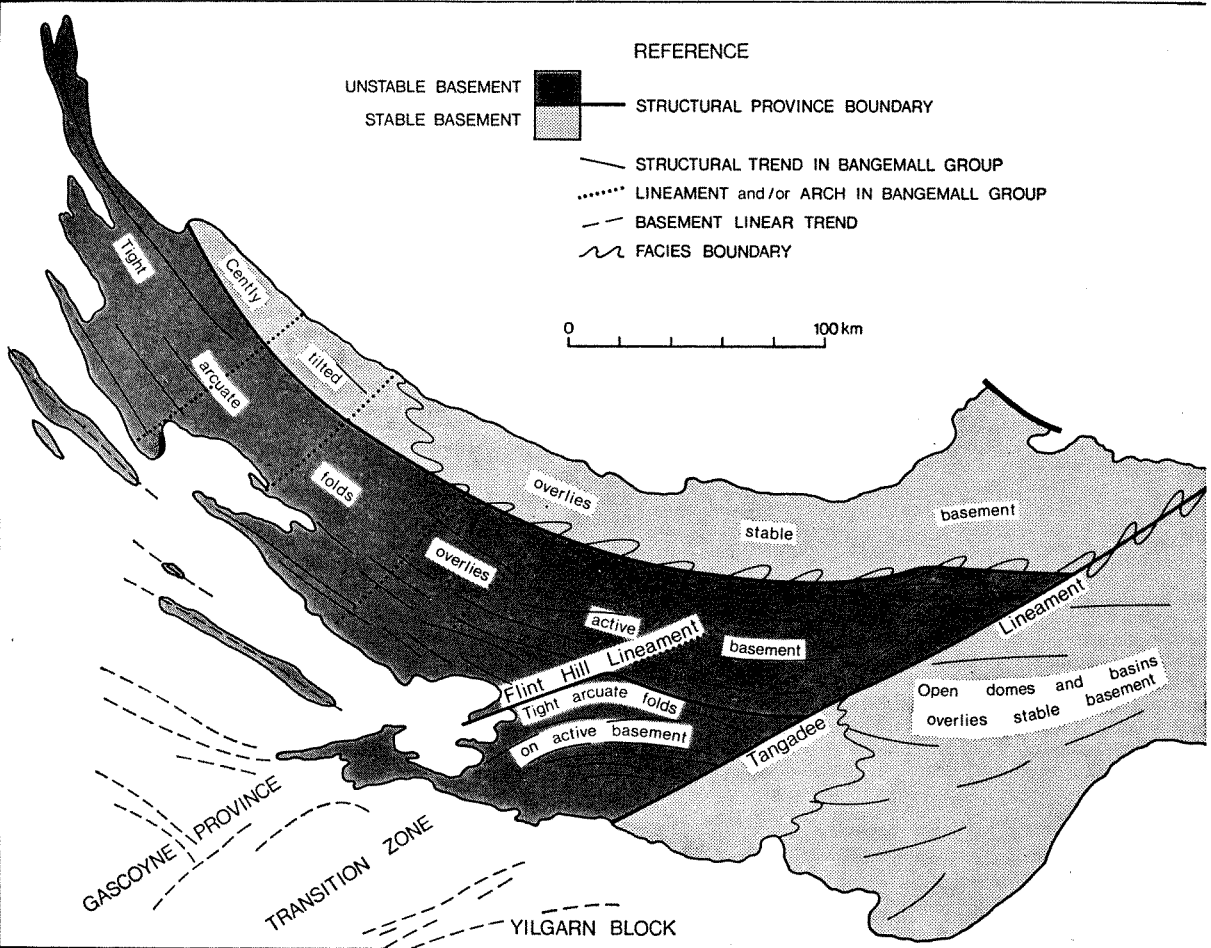 REFERENCE
UNSTABLE BASEMENT
STABLE BASEMENT
STRUCTURAL PROVINCE BOUNDARY
STRUCTURAL TREND IN BANGEMALL GROUP
LINEAMENT and/or ARCH IN BANGEMALL GROUP
BASEMENT LINEAR TREND
FACIES BOUNDARY
0 100 km
Tight
arcuate
folds
overlies
active
basement
Cently
tilted
overlies
stable
basement
Flint Hill Lineament
Tight arcuate folds
on active basement
Tangadee Lineament
Open domes and basins
overlies stable basement
GASCOYNE PROVINCE
TRANSITION ZONE
YILGARN BLOCK